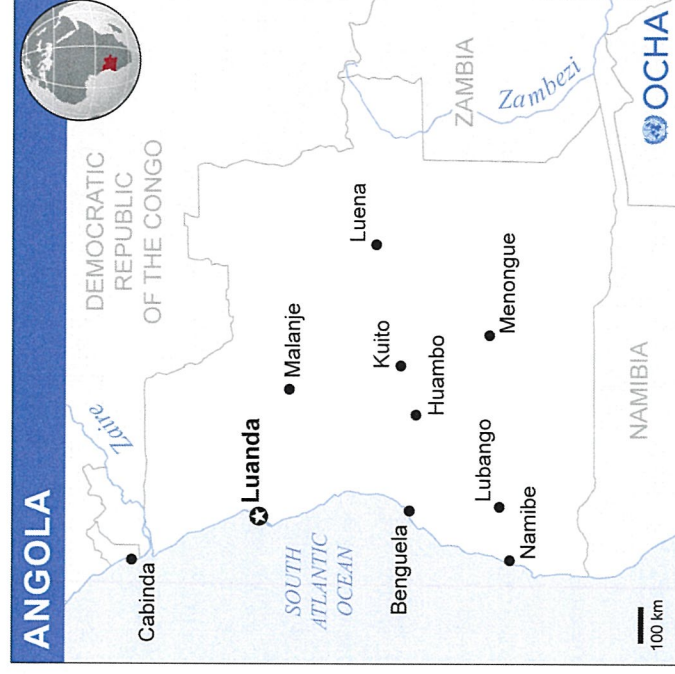 ANGOLA
DEMOCRATIC
REPUBLIC
OF THE CONGO
Zaire
Cabinda
Luanda
Malanje
SOUTH
ATLANTIC
OCEAN
Luena
Kuito
Huambo
Benguela
ZAMBIA
Zambezi
Menongue
Lubango
Namibe
NAMIBIA
100 km
OCHA